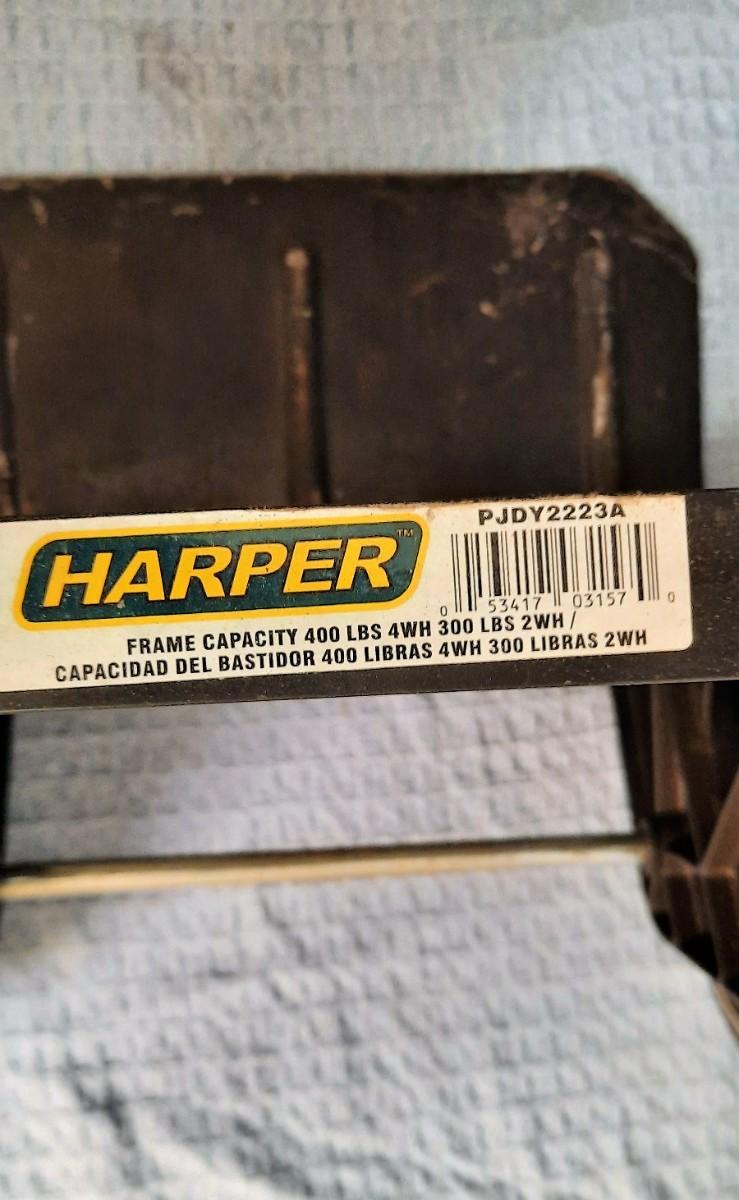 HARPER™
PJDY2223A
0 53417 03157 0
FRAME CAPACITY 400 LBS 4WH 300 LBS 2WH /
CAPACIDAD DEL BASTIDOR 400 LIBRAS 4WH 300 LIBRAS 2WH